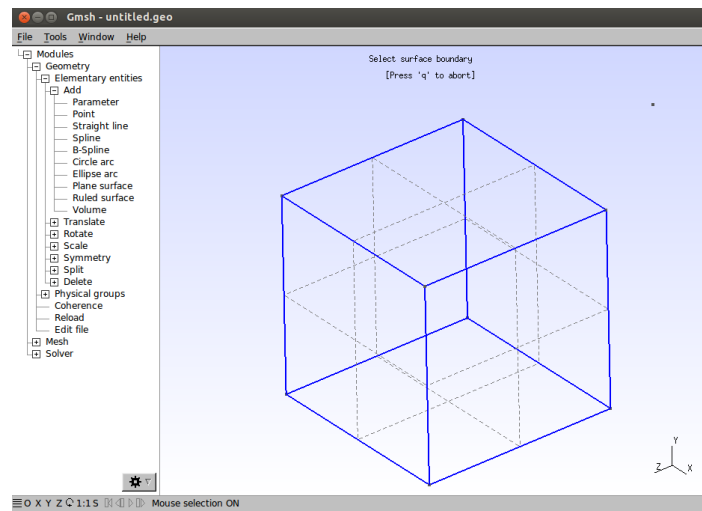 Gmsh - untitled.geo
File Tools Window Help
Modules
Geometry
Elementary entities
Add
Parameter
Point
Straight line
Spline
B-Spline
Circle arc
Ellipse arc
Plane surface
Ruled surface
Volume
Translate
Rotate
Scale
Symmetry
Split
Delete
Physical groups
Coherence
Reload
Edit file
Mesh
Solver
Select surface boundary
[Press 'q' to abort]
Y
Z X
O X Y Z 1:1 S Mouse selection ON